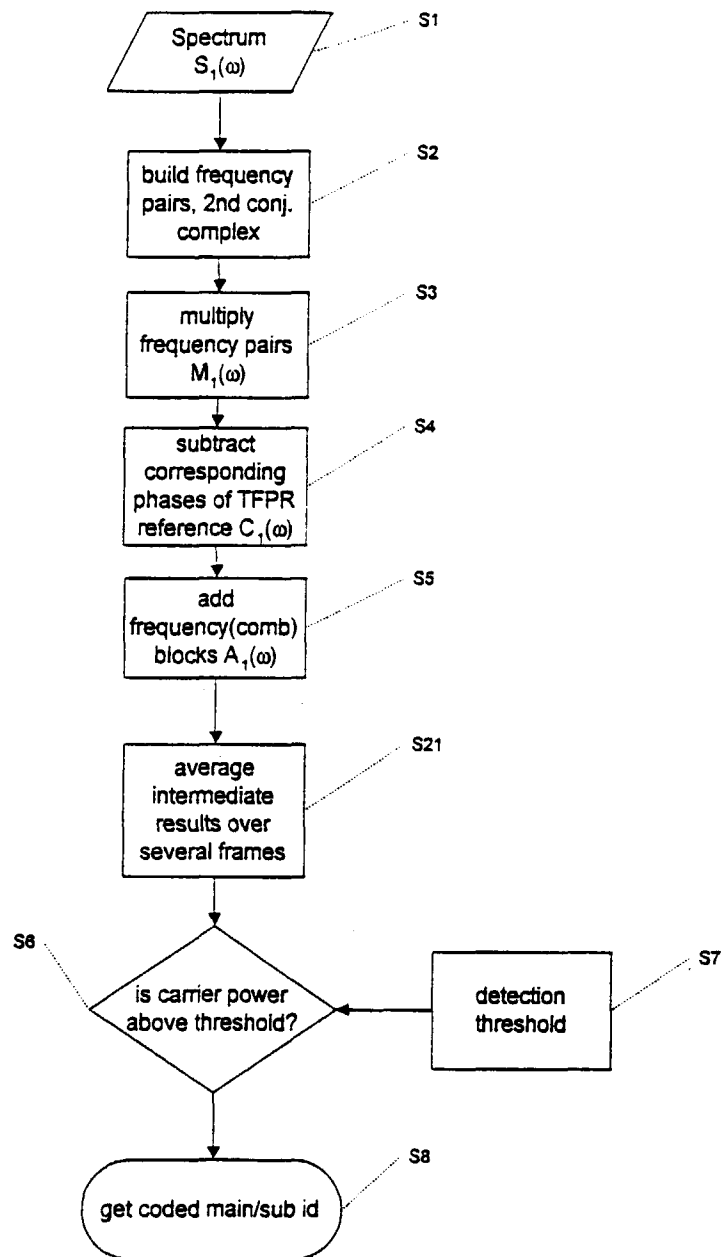 Spectrum
S₁(ω)
S1
build frequency
pairs, 2nd conj.
complex
S2
multiply
frequency pairs
M₁(ω)
S3
subtract
corresponding
phases of TFPR
reference C₁(ω)
S4
add
frequency(comb)
blocks A₁(ω)
S5
average
intermediate
results over
several frames
S21
is carrier power
above threshold?
S6
detection
threshold
S7
get coded main/sub id
S8